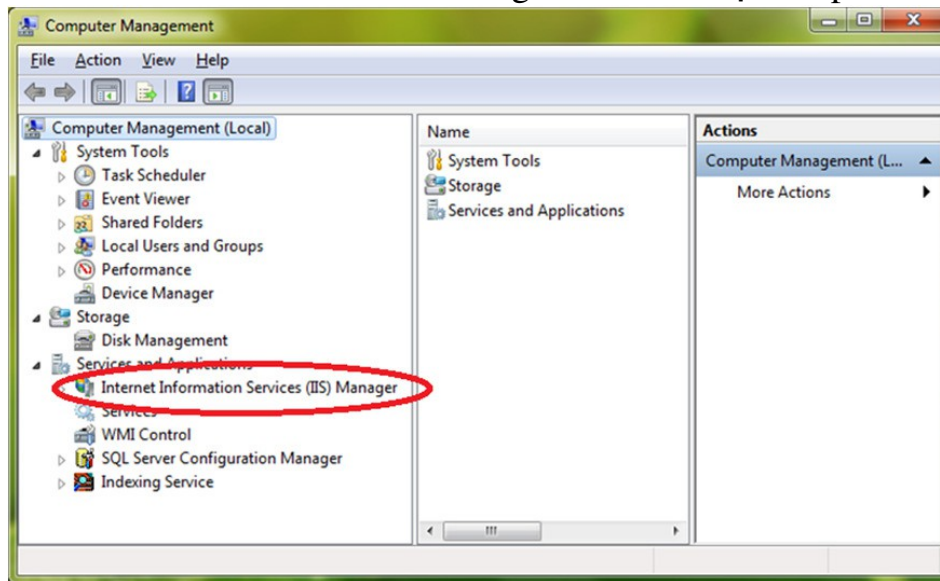 Computer Management
File Action View Help
Computer Management (Local)
System Tools
Task Scheduler
Event Viewer
Shared Folders
Local Users and Groups
Performance
Device Manager
Storage
Disk Management
Services and Applications
Internet Information Services (IIS) Manager
Services
WMI Control
SQL Server Configuration Manager
Indexing Service
Name
System Tools
Storage
Services and Applications
Actions
Computer Management (L...
More Actions